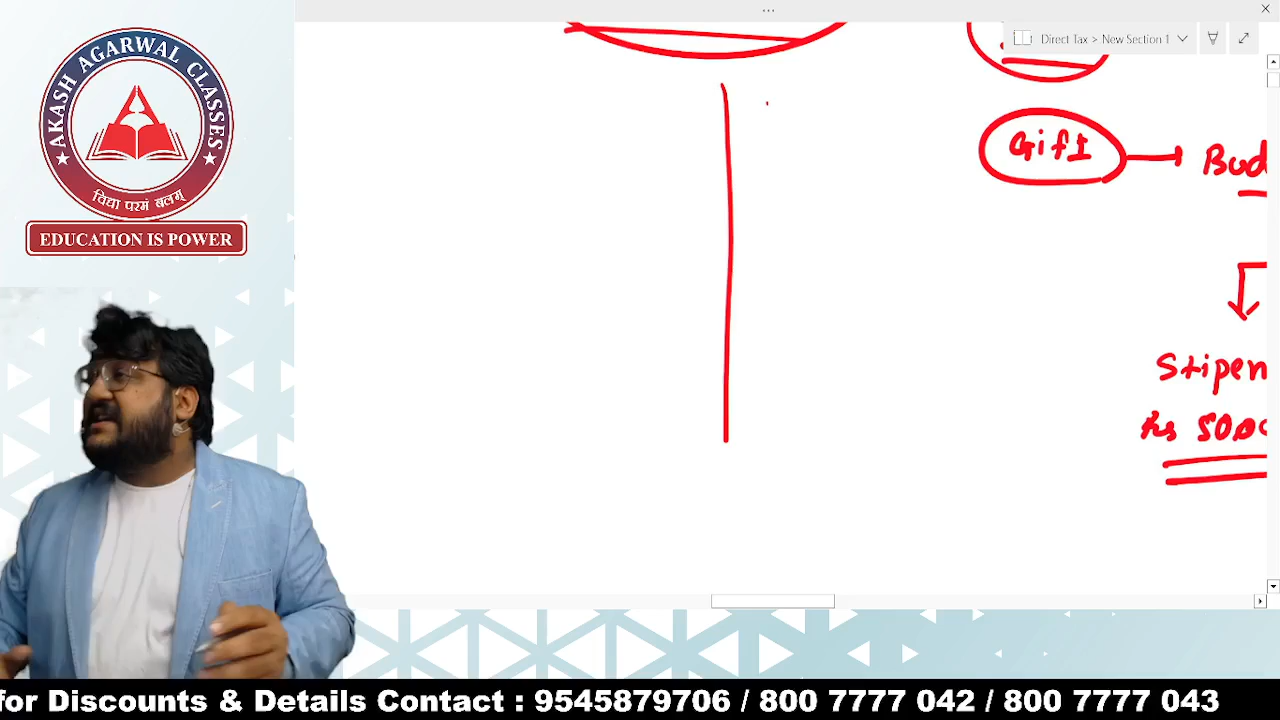 AKASH AGARWAL CLASSES
विद्या परमं बलम्
EDUCATION IS POWER
Direct Tax > New Section 1
Gift
for Discounts & Details Contact : 9545879706 / 800 7777 042 / 800 7777 043